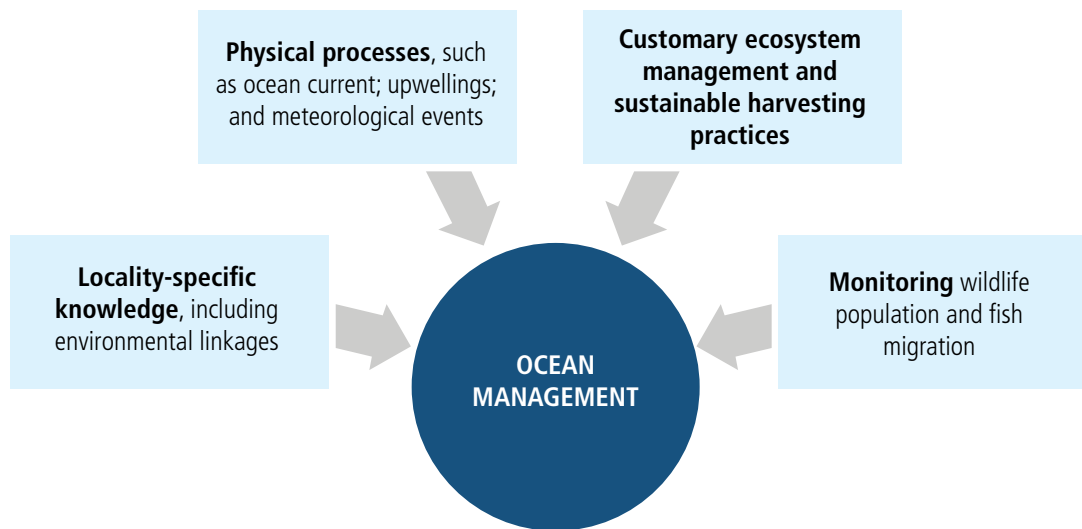 Physical processes, such
as ocean current; upwellings;
and meteorological events
Customary ecosystem
management and
sustainable harvesting
practices
Locality-specific
knowledge, including
environmental linkages
Monitoring wildlife
population and fish
migration
OCEAN
MANAGEMENT